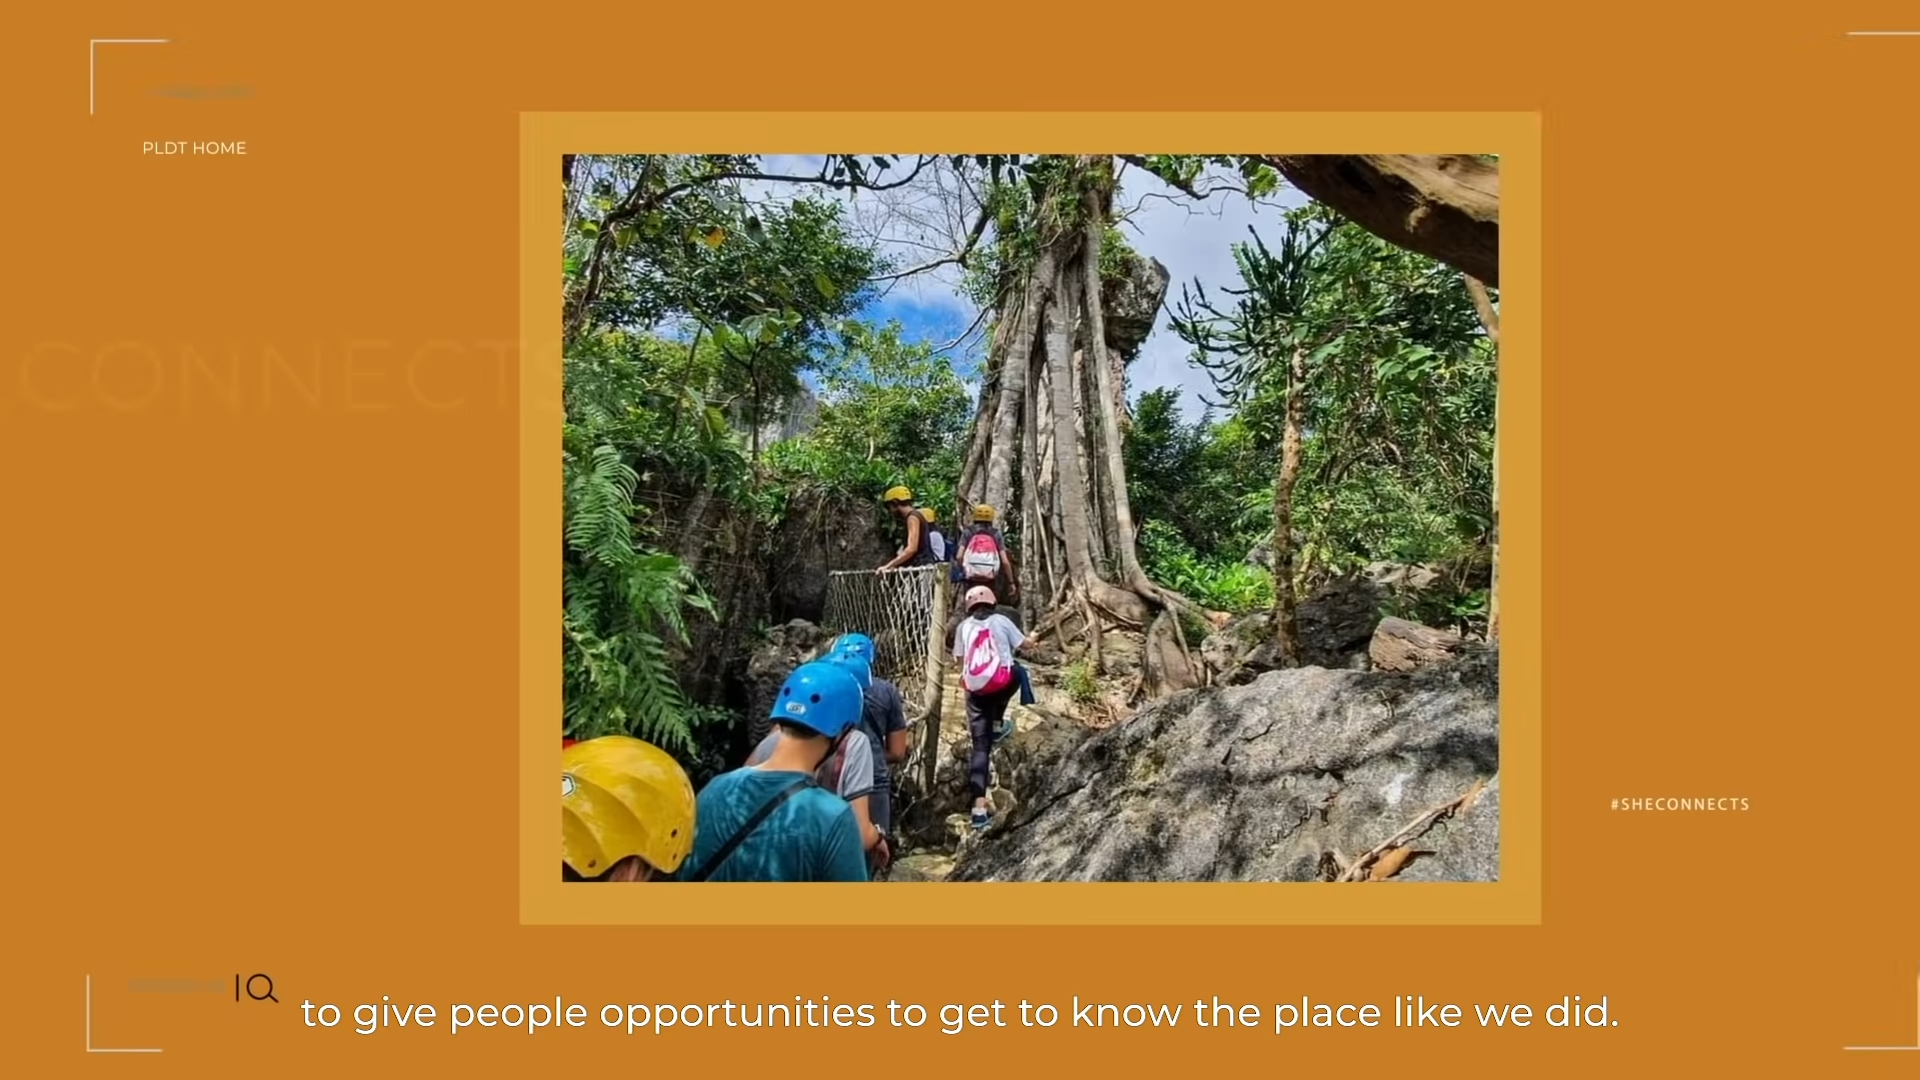 PLDT HOME
CONNECTS
#SHECONNECTS
to give people opportunities to get to know the place like we did.